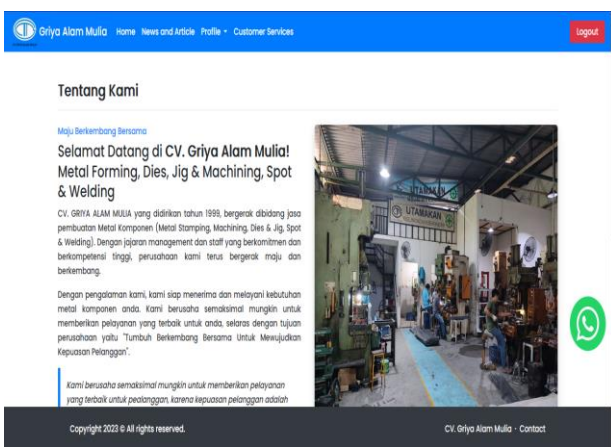 Griya Alam Mulia Home News and Article Profile Customer Services Logout
Tentang Kami
Maju Berkembang Bersama
Selamat Datang di CV. Griya Alam Mulia!
Metal Forming, Dies, Jig & Machining, Spot
& Welding
CV. GRIYA ALAM MULIA yang didirikan tahun 1999, bergerak dibidang jasa
pembuatan Metal Komponen (Metal Stamping, Machining, Dies & Jig, Spot
& Welding). Dengan jajaran management dan staff yang berkomitmen dan
berkompetensi tinggi, perusahaan kami terus bergerak maju dan
berkembang.
Dengan pengalaman kami, kami siap menerima dan melayani kebutuhan
metal komponen anda. Kami berusaha semaksimal mungkin untuk
memberikan pelayanan yang terbaik untuk anda, selaras dengan tujuan
perusahaan yaitu "Tumbuh Berkembang Bersama Untuk Mewujudkan
Kepuasan Pelanggan".
Kami berusaha semaksimal mungkin untuk memberikan pelayanan
yang terbaik untuk pealanggan, karena kepuasan pelanggan adalah
UTAMAKAN
UTAMAKAN
Copyright 2023 © All rights reserved.
CV. Griya Alam Mulia · Contact